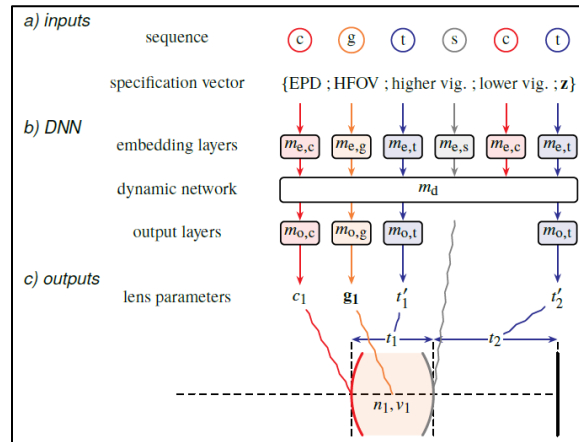 a) inputs
sequence c g t s c t
specification vector {EPD ; HFOV ; higher vig. ; lower vig. ; z}
b) DNN
embedding layers mₑ,c mₑ,g mₑ,t mₑ,s mₑ,c mₑ,t
dynamic network m_d
output layers mₒ,c mₒ,g mₒ,t mₒ,t
c) outputs
lens parameters c₁ g₁ t′₁ t′₂
t₁ t₂
n₁, v₁